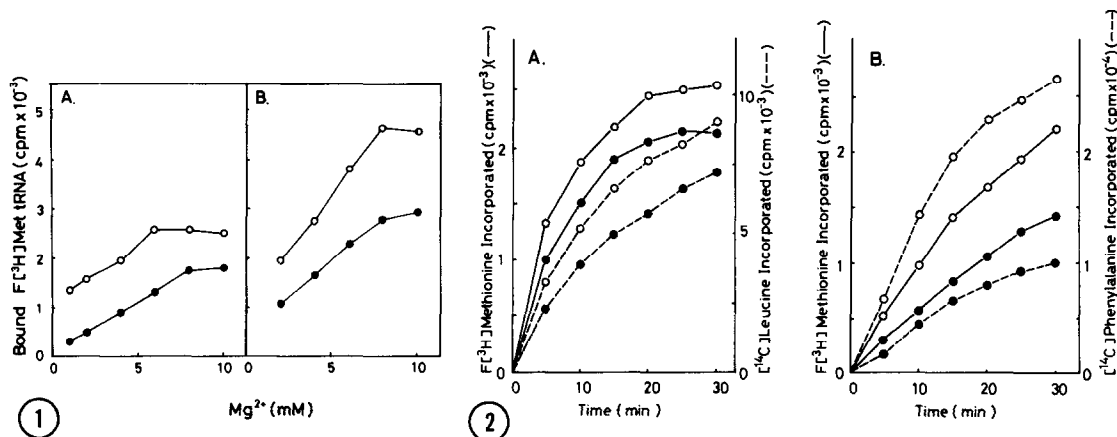 A.
B.
Bound F[³H]Met tRNA (cpm x10⁻³)
5
4
3
2
1
0
0
5
10
5
10
Mg²⁺(mM)
1
A.
F[³H]Methionine Incorporated (cpm x10⁻³)(——)
2
1
0
[¹⁴C]Leucine Incorporated (cpm x 10⁻³)(----)
10
5
0
0
10
20
30
Time (min)
2
B.
F[³H] Methionine Incorporated (cpm x 10⁻³) (——)
2
1
0
[¹⁴C]Phenylalanine Incorporated (cpm x10⁻⁴) (---)
2
1
0
0
10
20
30
Time (min)